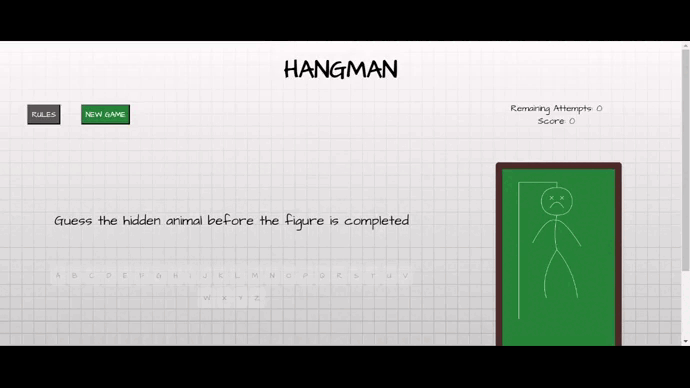 HANGMAN
RULES
NEW GAME
Remaining Attempts: 0
Score: 0
Guess the hidden animal before the figure is completed
A B C D E F G H I J K L M N O P Q R S T U V
W X Y Z